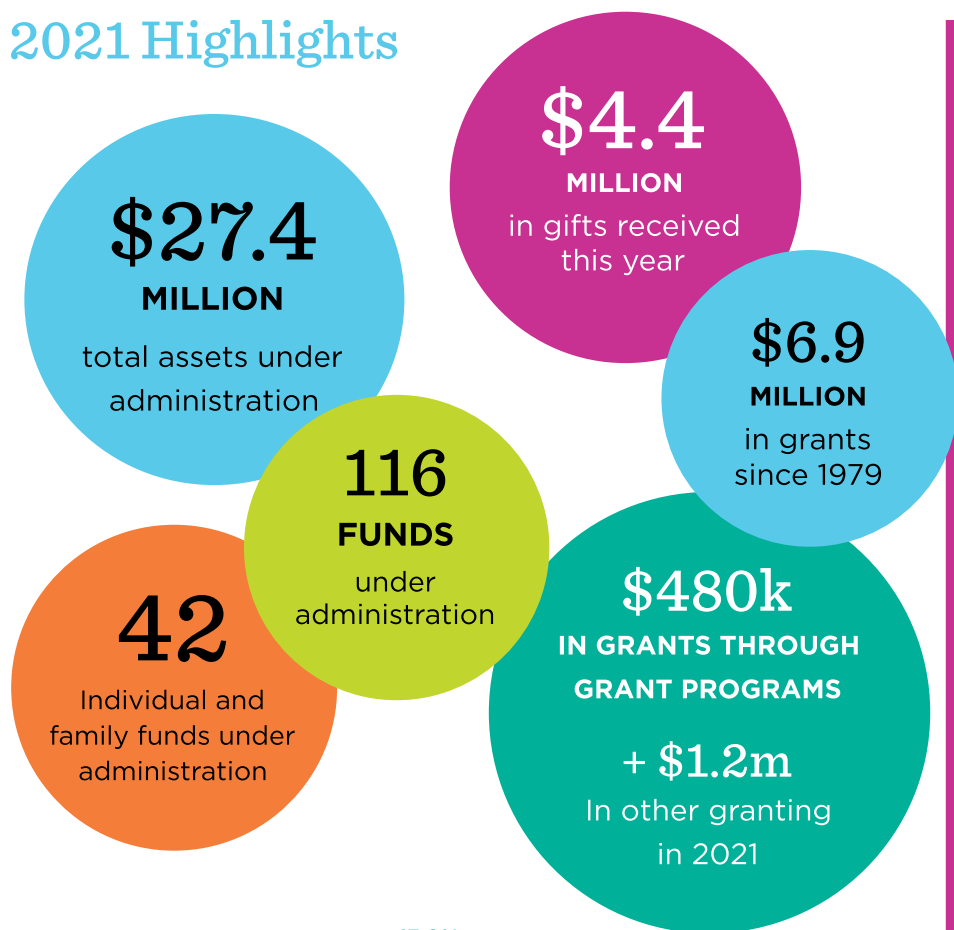 2021 Highlights
$4.4
MILLION
in gifts received
this year
$27.4
MILLION
total assets under
administration
$6.9
MILLION
in grants
since 1979
116
FUNDS
under
administration
42
Individual and
family funds under
administration
$480k
IN GRANTS THROUGH
GRANT PROGRAMS
+ $1.2m
In other granting
in 2021